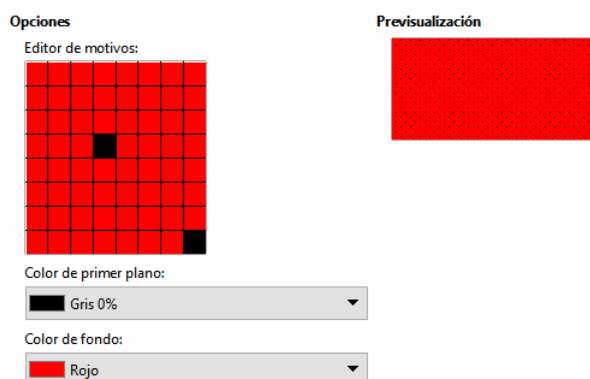 Opciones
Previsualización
Editor de motivos:
Color de primer plano:
Gris 0%
Color de fondo:
Rojo